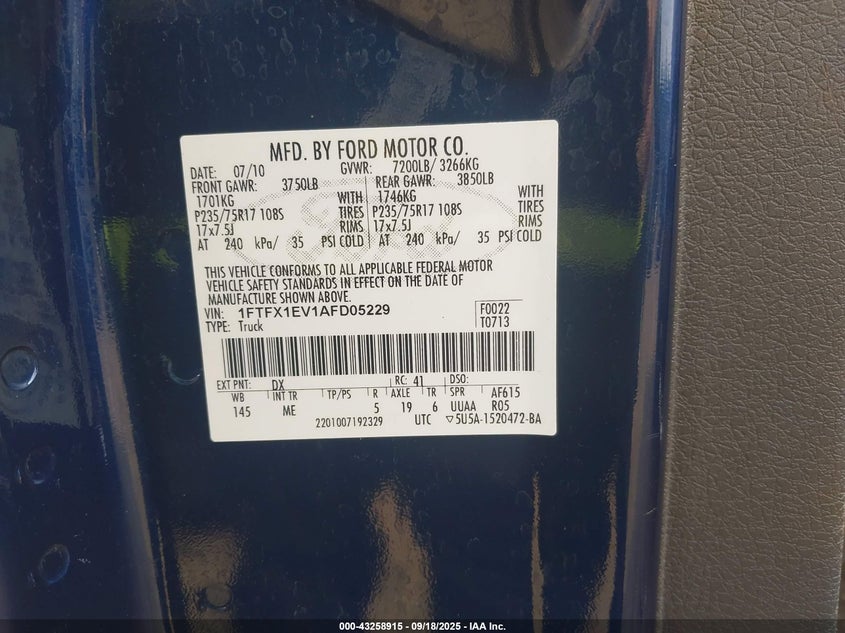 MFD. BY FORD MOTOR CO.
DATE: 07/10 GVWR: 7200LB/ 3266KG
FRONT GAWR: 3750LB REAR GAWR: 3850LB
1701KG WITH 1746KG WITH
P235/75R17 108S TIRES P235/75R17 108S TIRES
17x7.5J RIMS 17x7.5J RIMS
AT 240 kPa/ 35 PSI COLD AT 240 kPa/ 35 PSI COLD
THIS VEHICLE CONFORMS TO ALL APPLICABLE FEDERAL MOTOR
VEHICLE SAFETY STANDARDS IN EFFECT ON THE DATE OF
MANUFACTURE SHOWN ABOVE.
VIN: 1FTFX1EV1AFD05229 F0022
TYPE: Truck T0713
EXT PNT: DX RC: 41 DSO:
WB INT TR TP/PS R AXLE TR SPR AF615
145 ME 5 19 6 UUAA R05
2201007192329 UTC ▽5U5A-1520472-BA
000-43258915 - 09/18/2025 - IAA Inc.